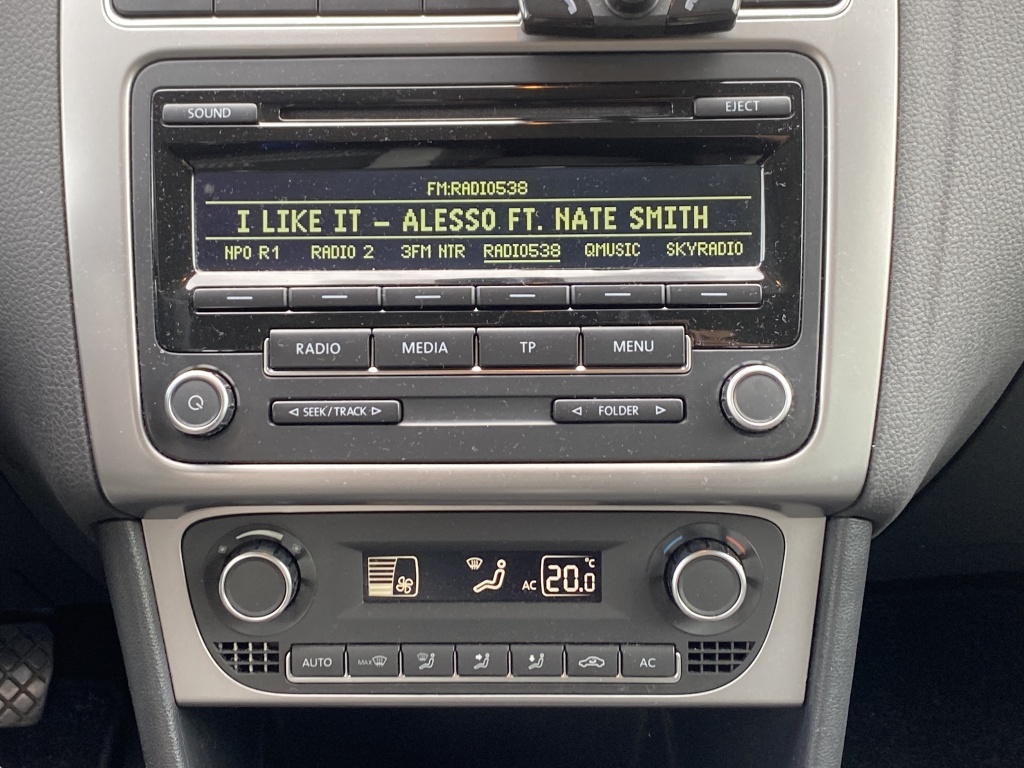 SOUND
EJECT
FM:RADIO538
I LIKE IT – ALESSO FT. NATE SMITH
NPO R1 RADIO 2 3FM NTR RADIO538 QMUSIC SKYRADIO
RADIO MEDIA TP MENU
SEEK/TRACK FOLDER
AC 20.0 °C
AUTO MAX AC